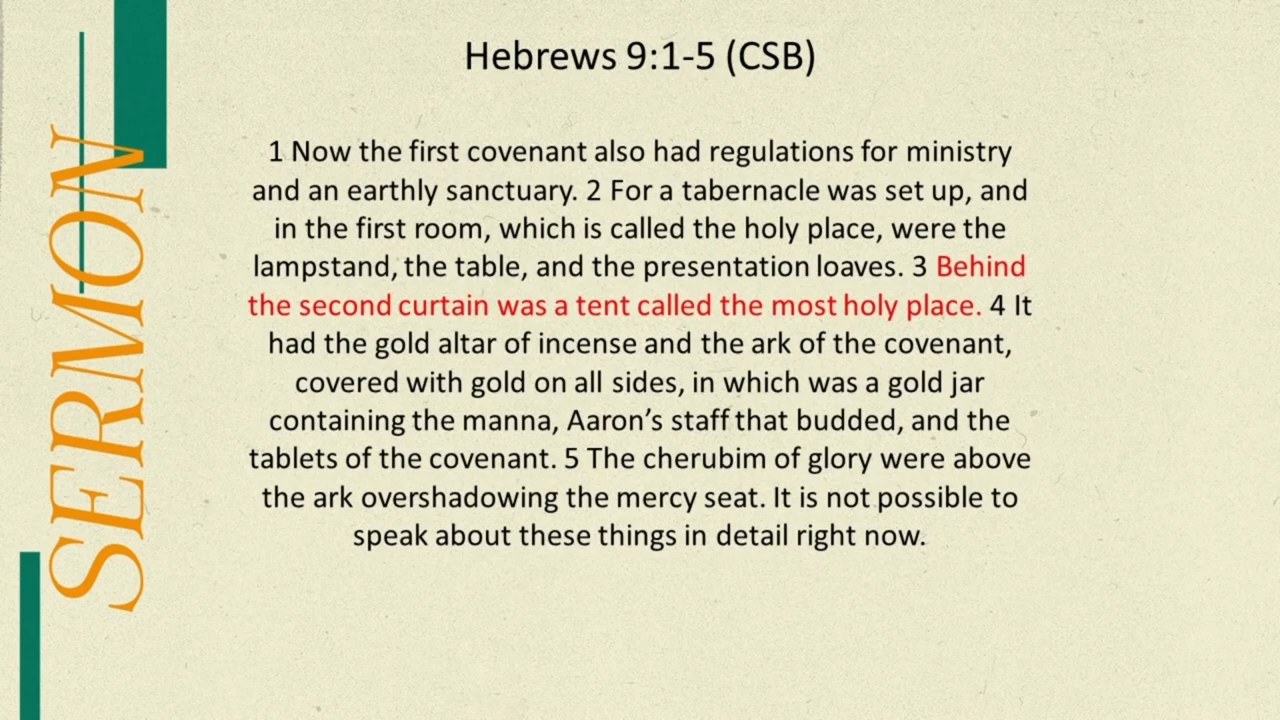 Hebrews 9:1-5 (CSB)
1 Now the first covenant also had regulations for ministry
and an earthly sanctuary. 2 For a tabernacle was set up, and
in the first room, which is called the holy place, were the
lampstand, the table, and the presentation loaves. 3 Behind
the second curtain was a tent called the most holy place. 4 It
had the gold altar of incense and the ark of the covenant,
covered with gold on all sides, in which was a gold jar
containing the manna, Aaron’s staff that budded, and the
tablets of the covenant. 5 The cherubim of glory were above
the ark overshadowing the mercy seat. It is not possible to
speak about these things in detail right now.
SERMON